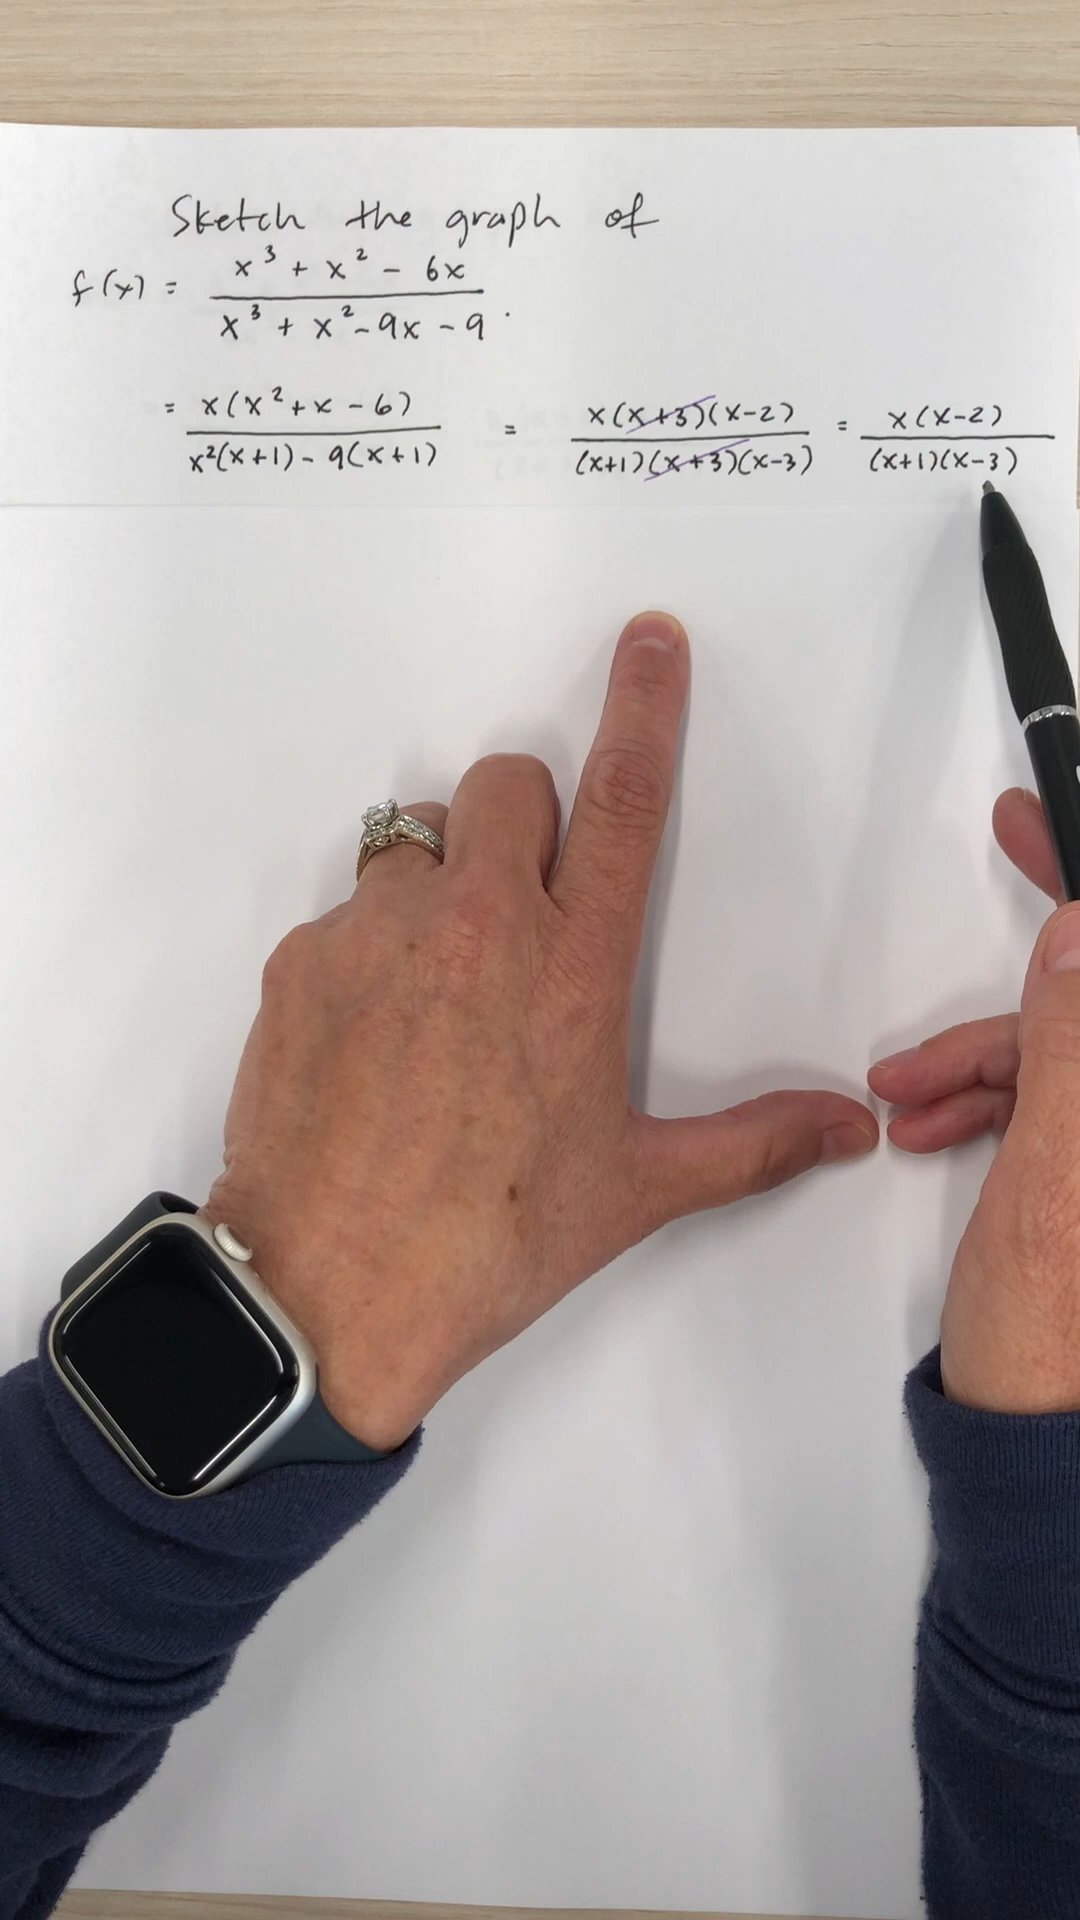 Sketch the graph of
f(x) = (x³ + x² - 6x)/(x³ + x² - 9x - 9).
= x(x² + x - 6)/(x²(x+1) - 9(x+1)) = x(x+3)(x-2)/((x+1)(x+3)(x-3)) = x(x-2)/((x+1)(x-3))